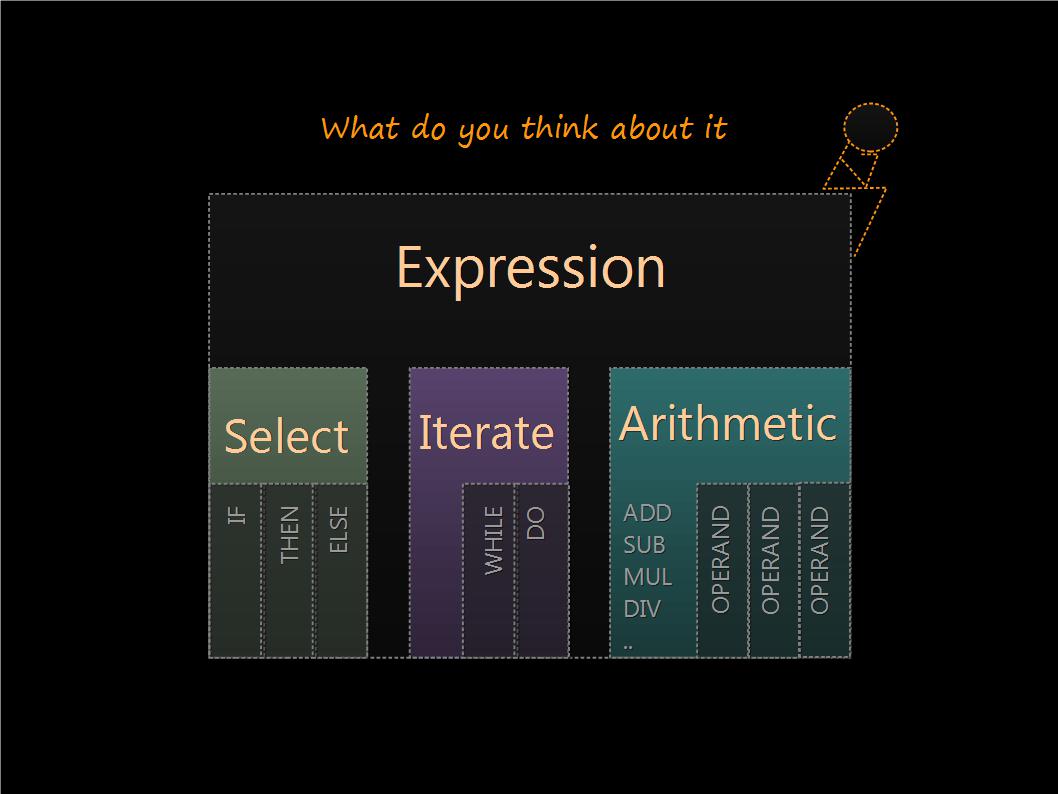 What do you think about it
Expression
Select
Iterate
Arithmetic
IF
THEN
ELSE
WHILE
DO
ADD
SUB
MUL
DIV
..
OPERAND
OPERAND
OPERAND